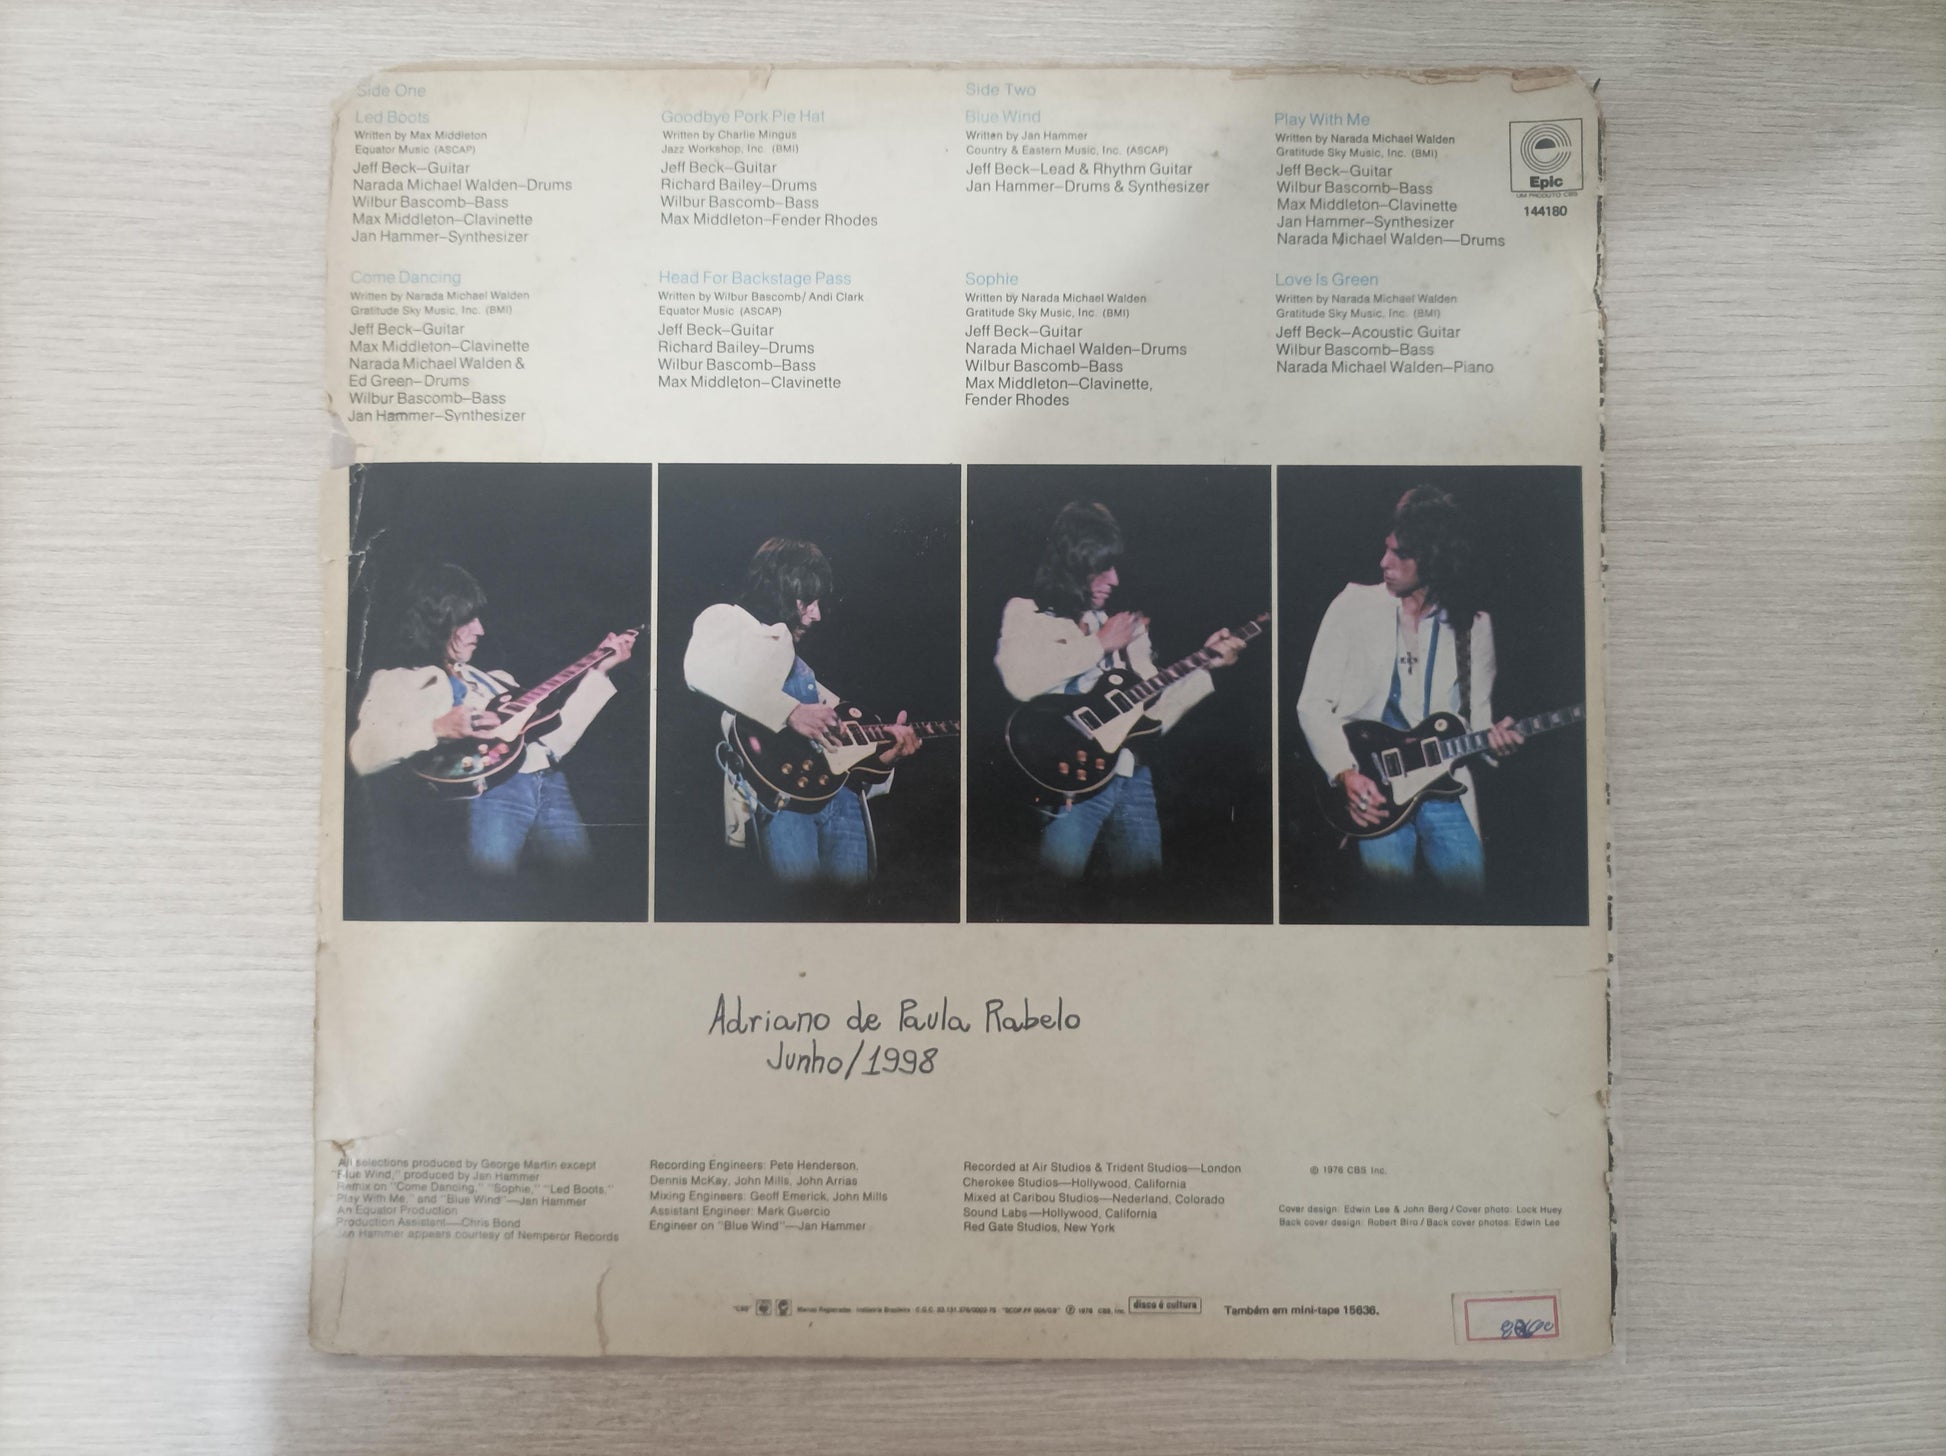 Side One
Led Boots
Written by Max Middleton
Equator Music (ASCAP)
Jeff Beck–Guitar
Narada Michael Walden–Drums
Wilbur Bascomb–Bass
Max Middleton–Clavinette
Jan Hammer–Synthesizer
Come Dancing
Written by Narada Michael Walden
Gratitude Sky Music, Inc. (BMI)
Jeff Beck–Guitar
Max Middleton–Clavinette
Narada Michael Walden &
Ed Green–Drums
Wilbur Bascomb–Bass
Jan Hammer–Synthesizer
Goodbye Pork Pie Hat
Written by Charlie Mingus
Jazz Workshop, Inc. (BMI)
Jeff Beck–Guitar
Richard Bailey–Drums
Wilbur Bascomb–Bass
Max Middleton–Fender Rhodes
Head For Backstage Pass
Written by Wilbur Bascomb/Andi Clark
Equator Music (ASCAP)
Jeff Beck–Guitar
Richard Bailey–Drums
Wilbur Bascomb–Bass
Max Middleton–Clavinette
Side Two
Blue Wind
Written by Jan Hammer
Country & Eastern Music, Inc. (ASCAP)
Jeff Beck–Lead & Rhythm Guitar
Jan Hammer–Drums & Synthesizer
Sophie
Written by Narada Michael Walden
Gratitude Sky Music, Inc. (BMI)
Jeff Beck–Guitar
Narada Michael Walden–Drums
Wilbur Bascomb–Bass
Max Middleton–Clavinette,
Fender Rhodes
Play With Me
Written by Narada Michael Walden
Gratitude Sky Music, Inc. (BMI)
Jeff Beck–Guitar
Wilbur Bascomb–Bass
Max Middleton–Clavinette
Jan Hammer–Synthesizer
Narada Michael Walden—Drums
Love Is Green
Written by Narada Michael Walden
Gratitude Sky Music, Inc. (BMI)
Jeff Beck–Acoustic Guitar
Wilbur Bascomb–Bass
Narada Michael Walden–Piano
Epic
UM PRODUTO CBS
144180
Adriano de Paula Rabelo
Junho/1998
All selections produced by George Martin except
"Blue Wind," produced by Jan Hammer
Remix on "Come Dancing," "Sophie," "Led Boots,"
Play With Me," and "Blue Wind"—Jan Hammer
An Equator Production
Production Assistent—Chris Bond
Jan Hammer appears courtesy of Nemperor Records
Recording Engineers: Pete Henderson,
Dennis McKay, John Mills, John Arrias
Mixing Engineers: Geoff Emerick, John Mills
Assistant Engineer: Mark Guercio
Engineer on "Blue Wind"—Jan Hammer
Recorded at Air Studios & Trident Studios—London
Cherokee Studios—Hollywood, California
Mixed at Caribou Studios—Nederland, Colorado
Sound Labs—Hollywood, California
Red Gate Studios, New York
℗ 1976 CBS Inc.
Cover design: Edwin Lee & John Berg/Cover photo: Lock Huey
Back cover design: Robert Biro/Back cover photos: Edwin Lee
"CBS" Marcas Registradas Indústria Brasileira ℗ 1976 CBS, Inc. disco é cultura
Também em mini-tape 15636.